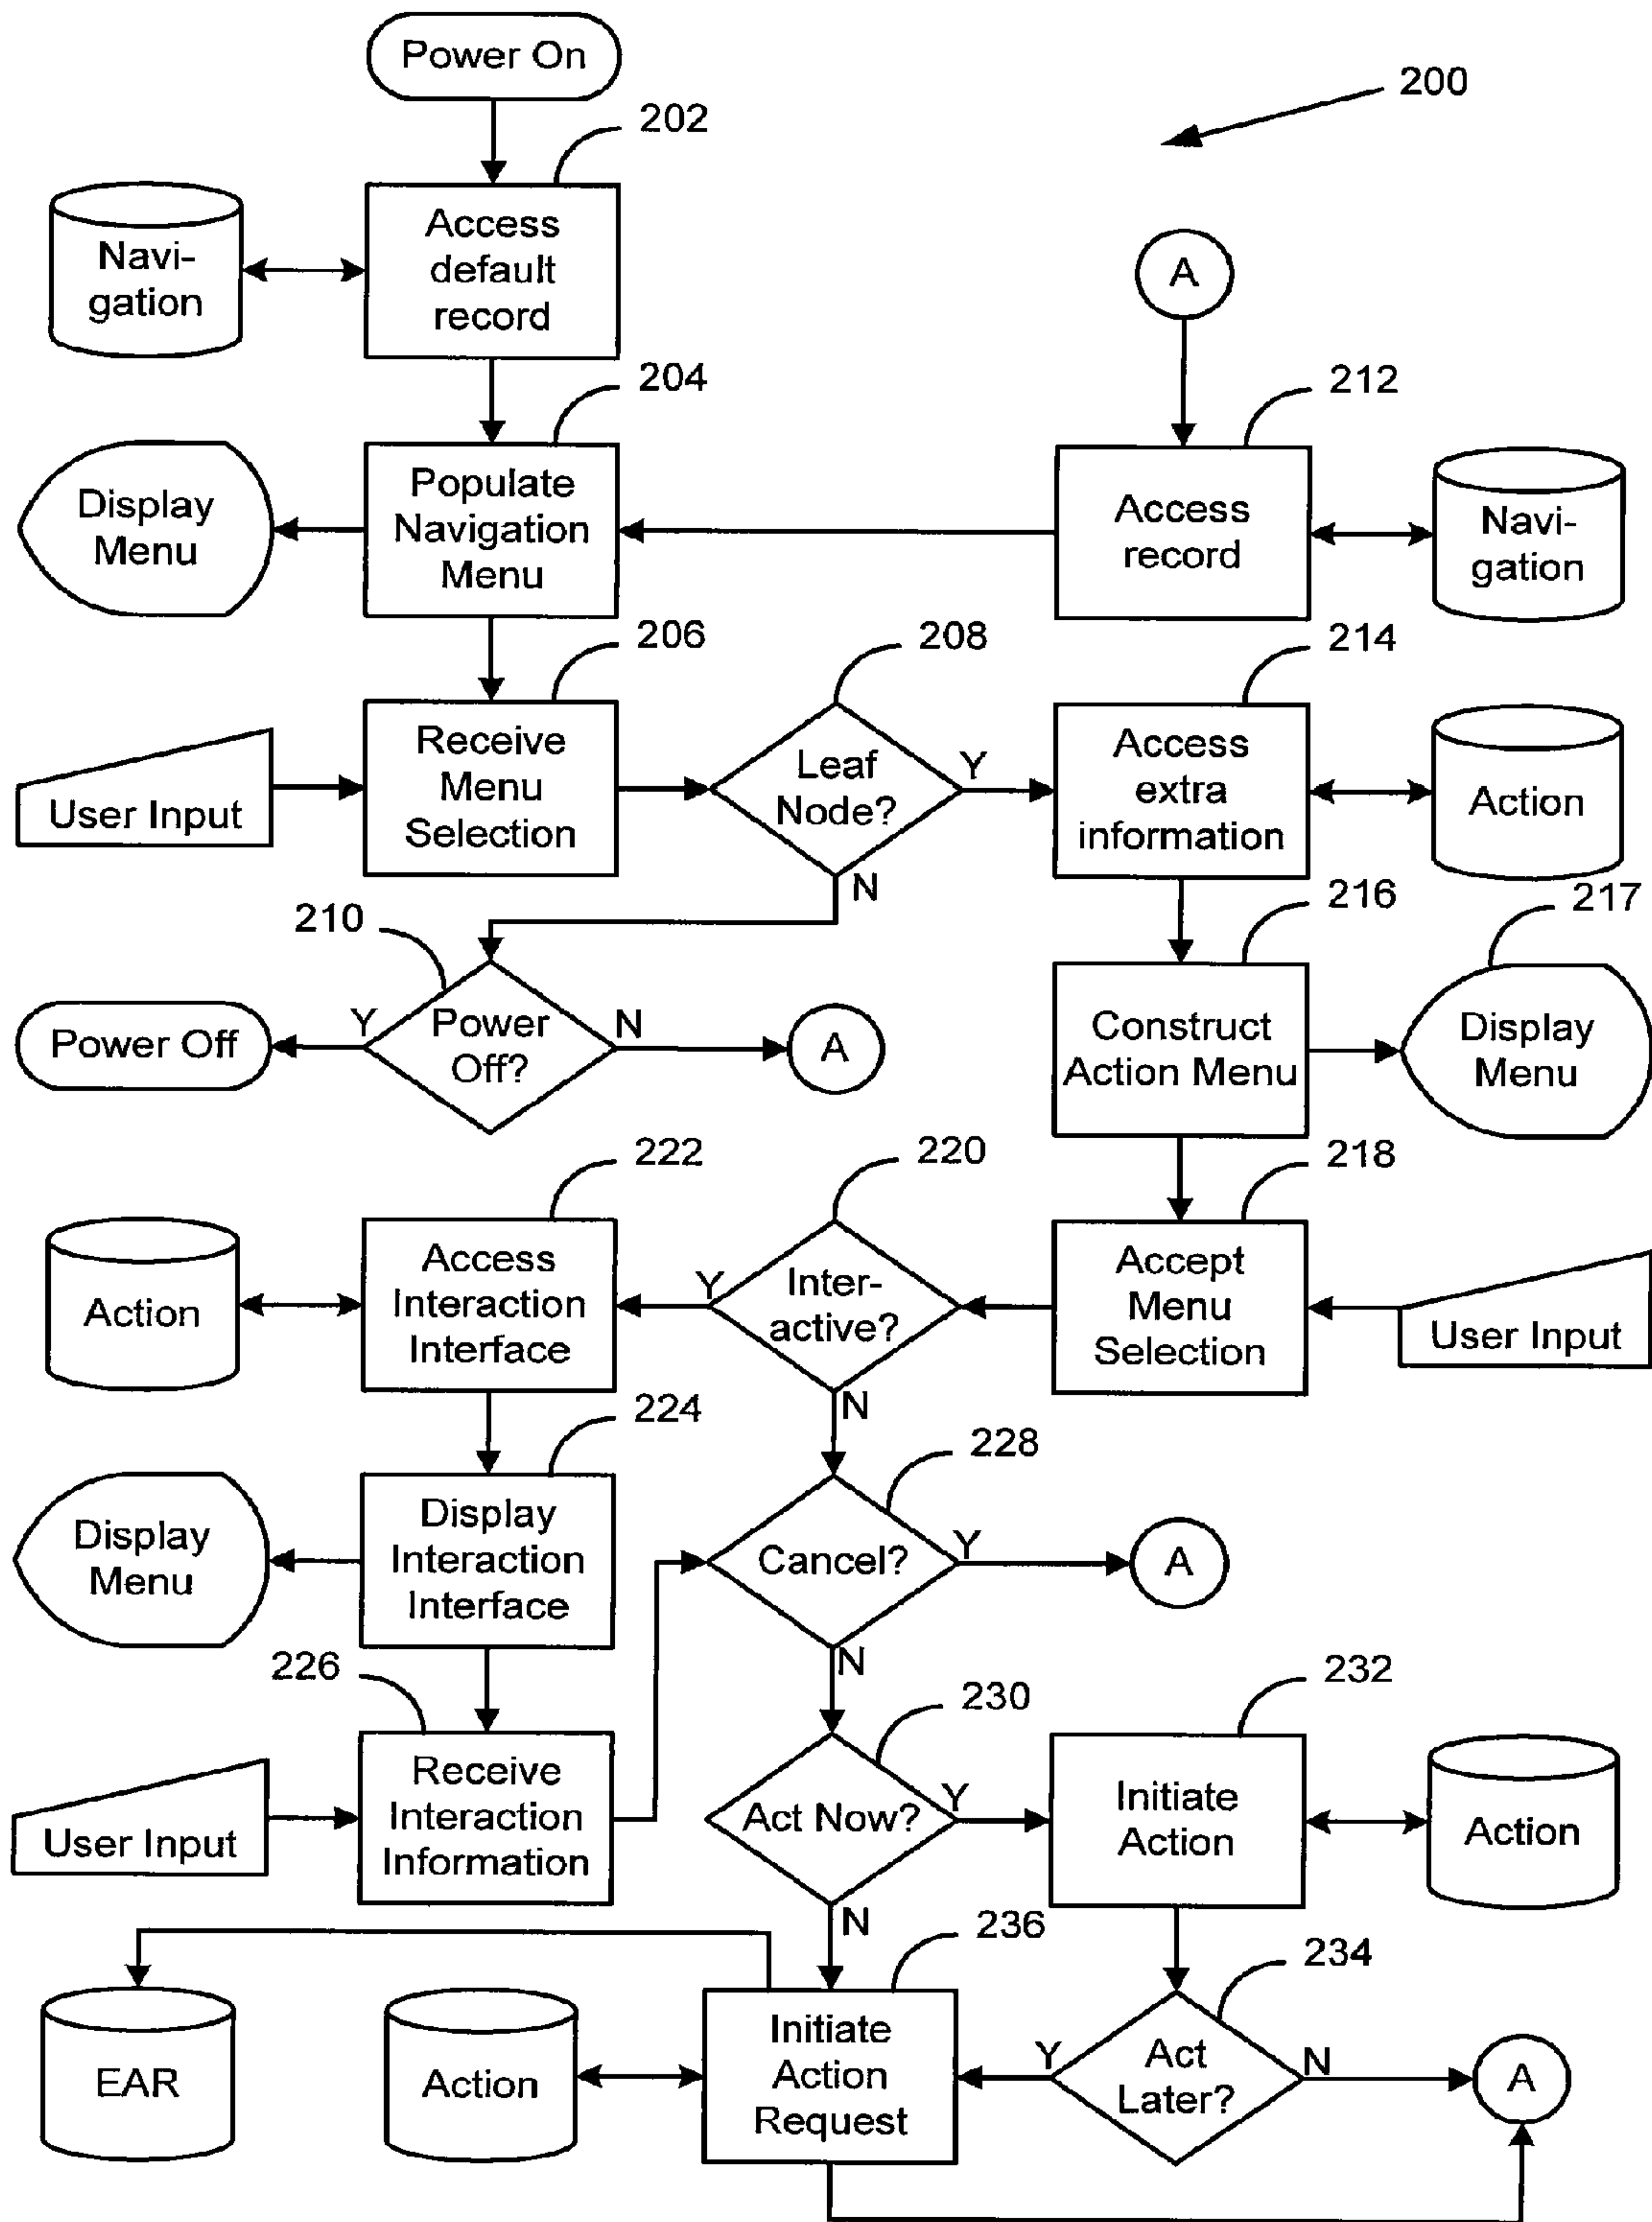 Power On
200
202
Navi-
gation
Access
default
record
A
204
212
Display
Menu
Populate
Navigation
Menu
Access
record
Navi-
gation
206
208
214
User Input
Receive
Menu
Selection
Leaf
Node?
Y
N
Access
extra
information
Action
210
216
217
Power Off
Y
Power
Off?
N
A
Construct
Action Menu
Display
Menu
222
220
218
Action
Access
Interaction
Interface
Y
Inter-
active?
N
Accept
Menu
Selection
User Input
224
228
Display
Menu
Display
Interaction
Interface
Cancel?
Y
N
A
226
230
232
User Input
Receive
Interaction
Information
Act Now?
Y
N
Initiate
Action
Action
236
234
EAR
Action
Initiate
Action
Request
Y
Act
Later?
N
A